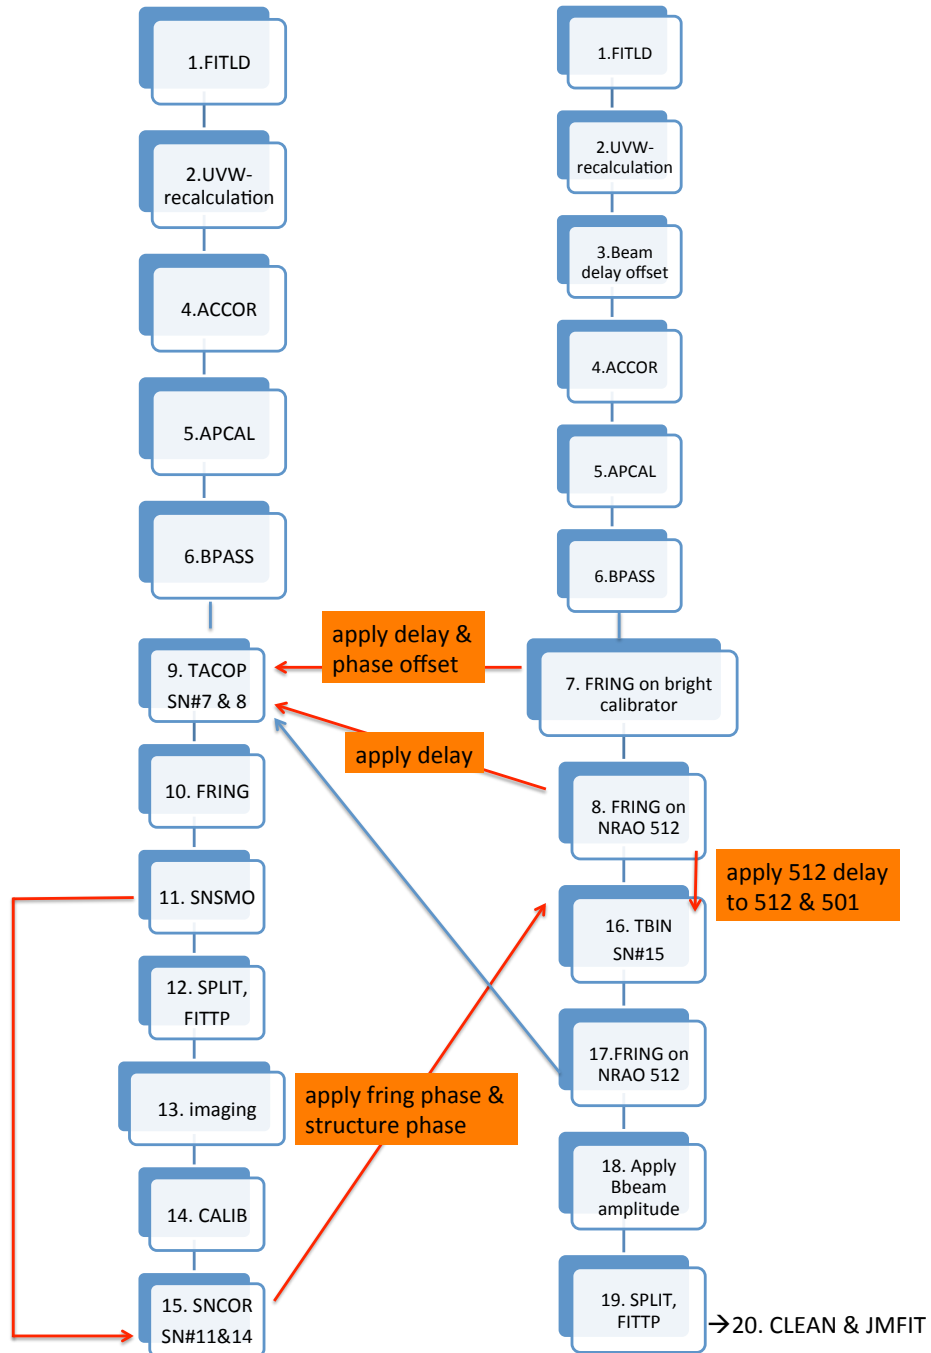 1.FITLD
2.UVW-
recalculation
4.ACCOR
5.APCAL
6.BPASS
9. TACOP
SN#7 & 8
10. FRING
11. SNSMO
12. SPLIT,
FITTP
13. imaging
14. CALIB
15. SNCOR
SN#11&14
apply delay &
phase offset
apply delay
apply fring phase &
structure phase
1.FITLD
2.UVW-
recalculation
3.Beam
delay offset
4.ACCOR
5.APCAL
6.BPASS
7. FRING on bright
calibrator
8. FRING on
NRAO 512
apply 512 delay
to 512 & 501
16. TBIN
SN#15
17.FRING on
NRAO 512
18. Apply
Bbeam
amplitude
19. SPLIT,
FITTP
→20. CLEAN & JMFIT